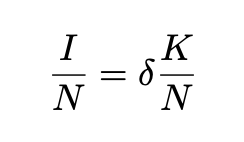 I/N = δ K/N